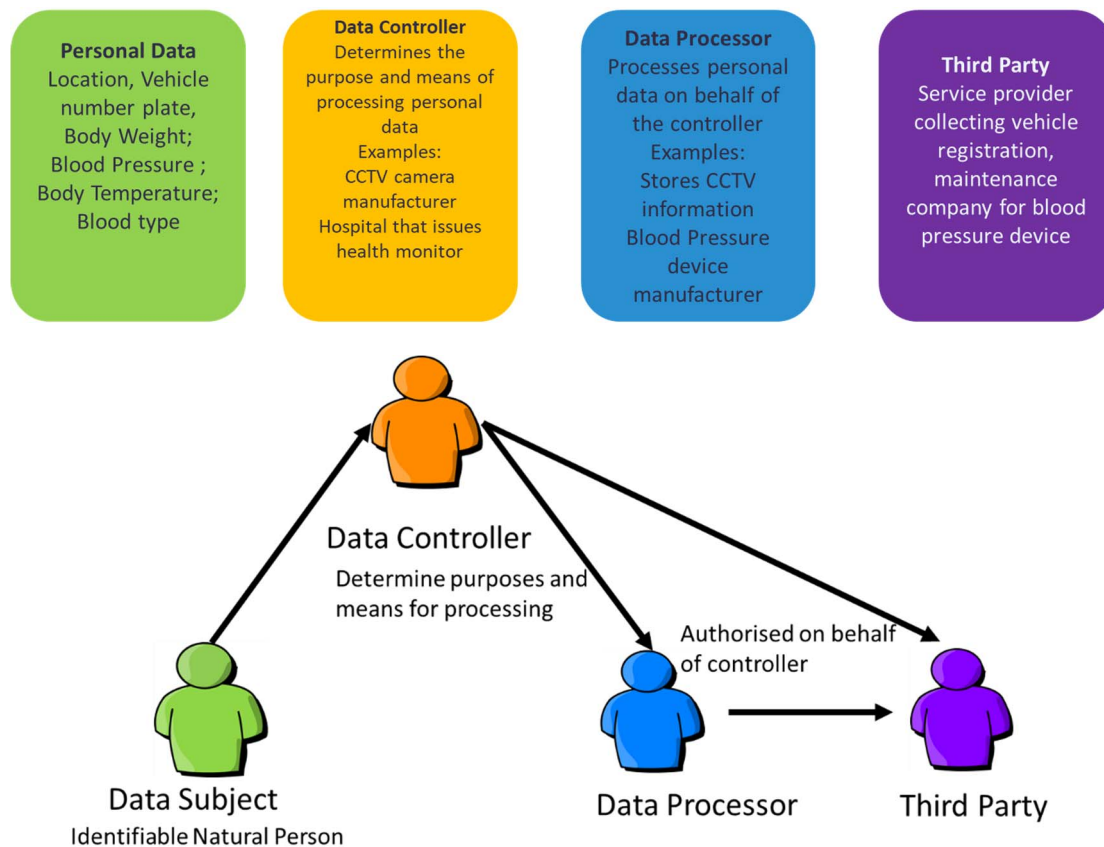 Personal Data
Location, Vehicle
number plate,
Body Weight;
Blood Pressure ;
Body Temperature;
Blood type
Data Controller
Determines the
purpose and means of
processing personal
data
Examples:
CCTV camera
manufacturer
Hospital that issues
health monitor
Data Processor
Processes personal
data on behalf of
the controller
Examples:
Stores CCTV
information
Blood Pressure
device
manufacturer
Third Party
Service provider
collecting vehicle
registration,
maintenance
company for blood
pressure device
Data Controller
Determine purposes and
means for processing
Authorised on behalf
of controller
Data Subject
Identifiable Natural Person
Data Processor
Third Party